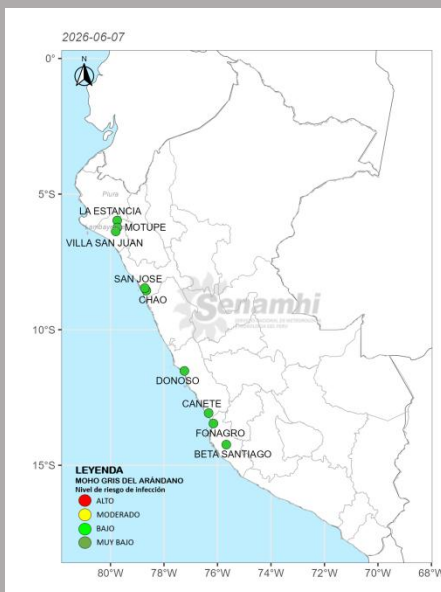 2026-06-07
N
0°
5°S
10°S
15°S
Piura
LA ESTANCIA
MOTUPE
VILLA SAN JUAN
SAN JOSE
CHAO
Senamhi
DONOSO
CANETE
FONAGRO
BETA SANTIAGO
LEYENDA
MOHO GRIS DEL ARÁNDANO
Nivel de riesgo de infección
ALTO
MODERADO
BAJO
MUY BAJO
80°W 78°W 76°W 74°W 72°W 70°W 68°W